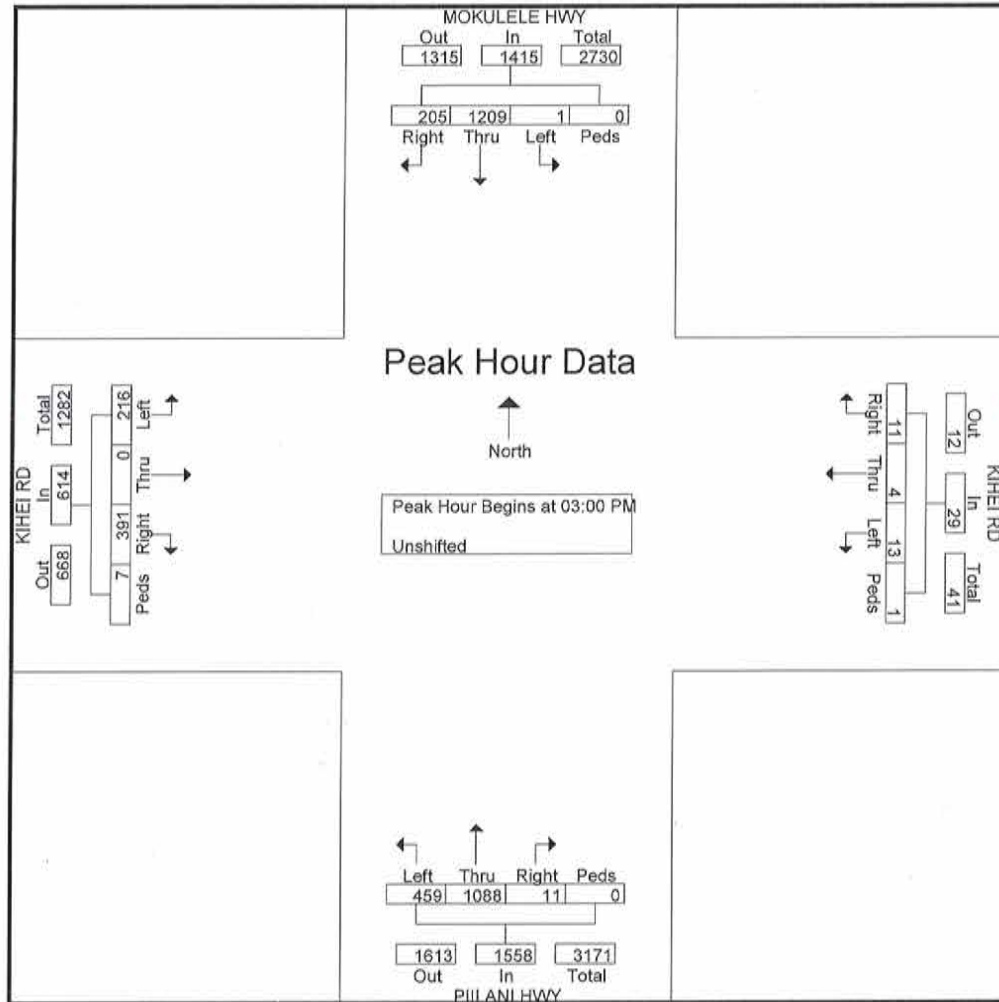 MOKULELE HWY
Out In Total
1315 1415 2730
205 1209 1 0
Right Thru Left Peds
Peak Hour Data
North
Peak Hour Begins at 03:00 PM
Unshifted
KIHEI RD
Total In Out
1282 614 668
216 0 391 7
Left Thru Right Peds
KIHEI RD
Out In Total
12 29 41
11 4 13 1
Right Thru Left Peds
Left Thru Right Peds
459 1088 11 0
1613 1558 3171
Out In Total
PIILANI HWY